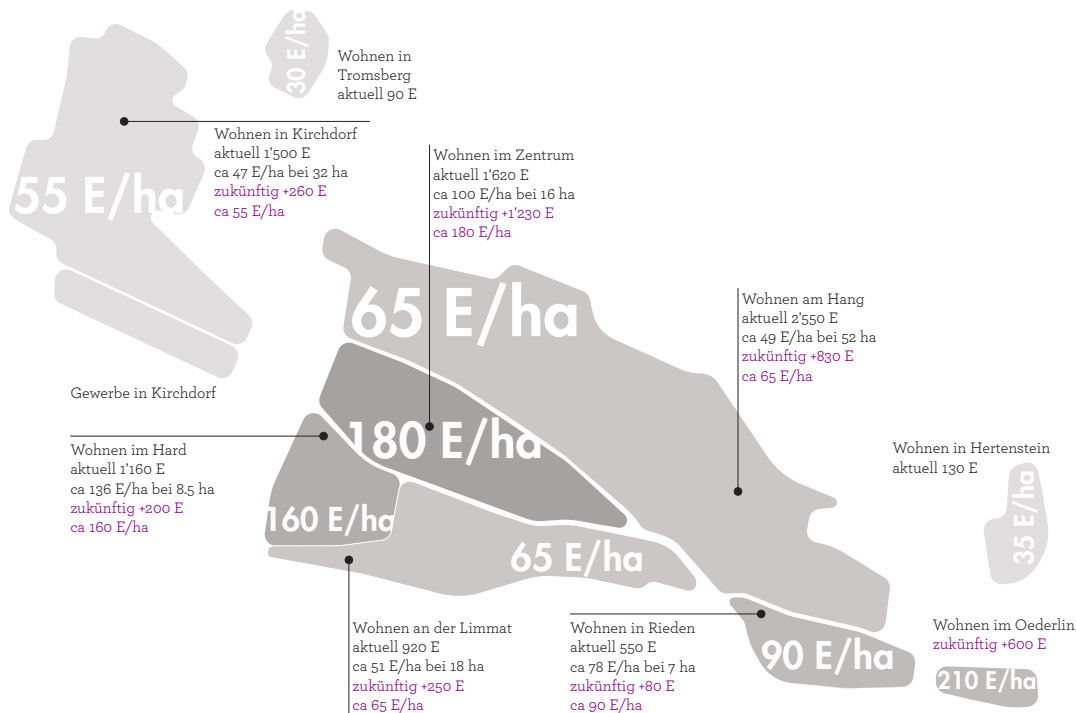 30 E/ha
Wohnen in
Tromsberg
aktuell 90 E
55 E/ha
Wohnen in Kirchdorf
aktuell 1'500 E
ca 47 E/ha bei 32 ha
zukünftig +260 E
ca 55 E/ha
Wohnen im Zentrum
aktuell 1'620 E
ca 100 E/ha bei 16 ha
zukünftig +1'230 E
ca 180 E/ha
65 E/ha
Wohnen am Hang
aktuell 2'550 E
ca 49 E/ha bei 52 ha
zukünftig +830 E
ca 65 E/ha
Gewerbe in Kirchdorf
180 E/ha
Wohnen im Hard
aktuell 1'160 E
ca 136 E/ha bei 8.5 ha
zukünftig +200 E
ca 160 E/ha
160 E/ha
65 E/ha
Wohnen in Hertenstein
aktuell 130 E
35 E/ha
Wohnen an der Limmat
aktuell 920 E
ca 51 E/ha bei 18 ha
zukünftig +250 E
ca 65 E/ha
Wohnen in Rieden
aktuell 550 E
ca 78 E/ha bei 7 ha
zukünftig +80 E
ca 90 E/ha
90 E/ha
Wohnen im Oederlin
zukünftig +600 E
210 E/ha